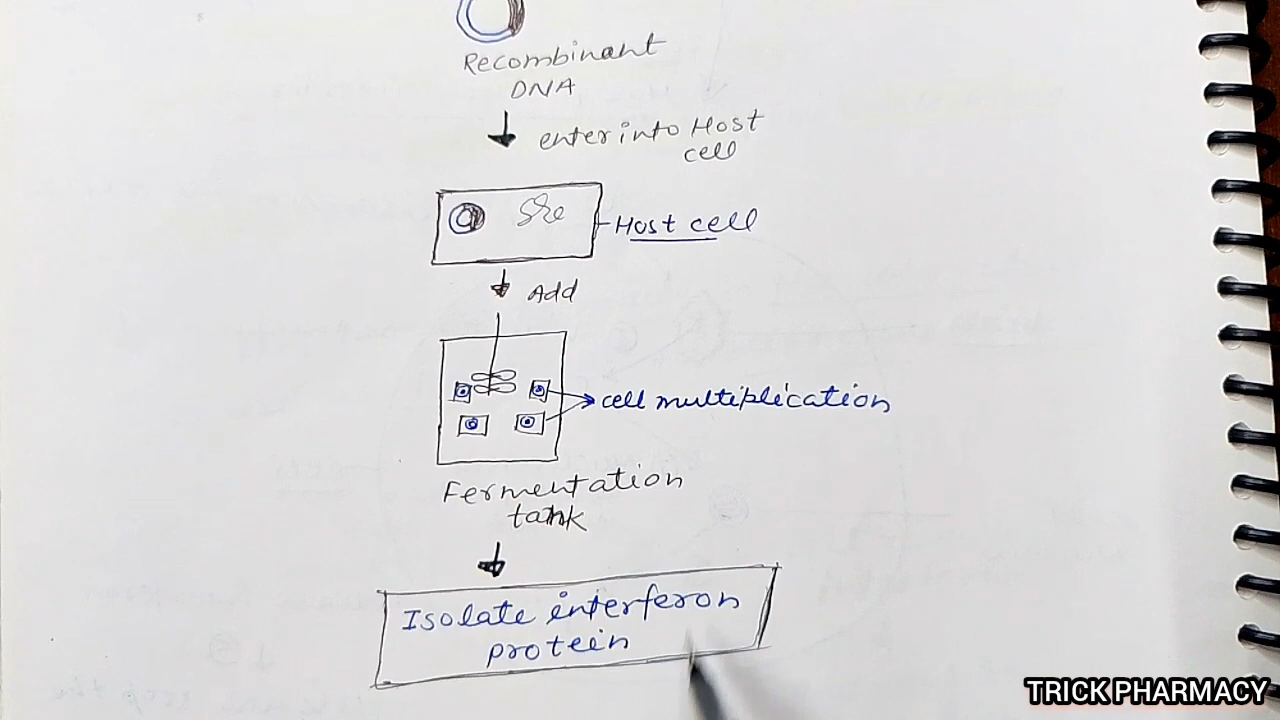 Recombinant
DNA
enter into Host
cell
Host cell
Add
cell multiplication
Fermentation
tank
Isolate interferon
protein
TRICK PHARMACY